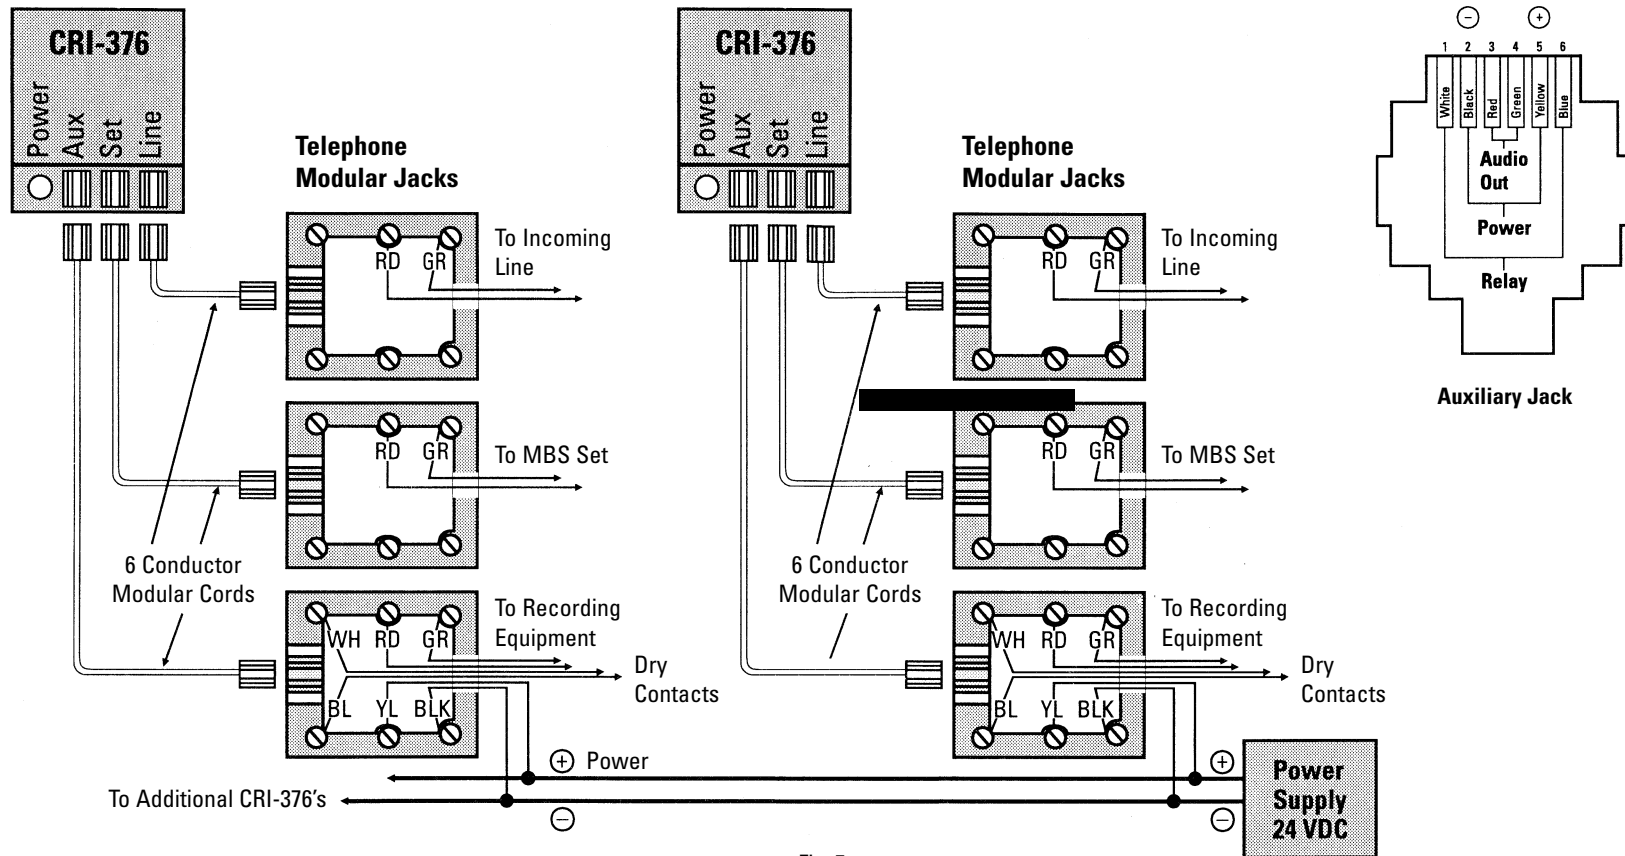 CRI-376
Power
Aux
Set
Line
Telephone
Modular Jacks
RD GR
To Incoming
Line
RD GR
To MBS Set
6 Conductor
Modular Cords
WH RD GR
BL YL BLK
To Recording
Equipment
Dry
Contacts
+ Power
To Additional CRI-376's
−
CRI-376
Power
Aux
Set
Line
Telephone
Modular Jacks
RD GR
To Incoming
Line
RD GR
To MBS Set
6 Conductor
Modular Cords
WH RD GR
BL YL BLK
To Recording
Equipment
Dry
Contacts
+
−
Power
Supply
24 VDC
− +
1 2 3 4 5 6
White
Black
Red
Green
Yellow
Blue
Audio
Out
Power
Relay
Auxiliary Jack